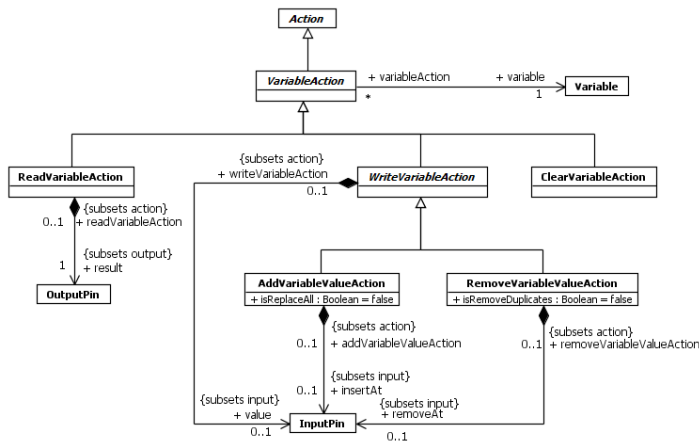 Action
VariableAction
+ variableAction
+ variable
*
1
Variable
ReadVariableAction
{subsets action}
+ writeVariableAction
0..1
WriteVariableAction
ClearVariableAction
{subsets action}
0..1
+ readVariableAction
{subsets output}
1
+ result
OutputPin
AddVariableValueAction
+ isReplaceAll : Boolean = false
RemoveVariableValueAction
+ isRemoveDuplicates : Boolean = false
{subsets action}
0..1
+ addVariableValueAction
{subsets action}
0..1
+ removeVariableValueAction
{subsets input}
0..1
+ insertAt
{subsets input}
+ value
0..1
InputPin
{subsets input}
+ removeAt
0..1